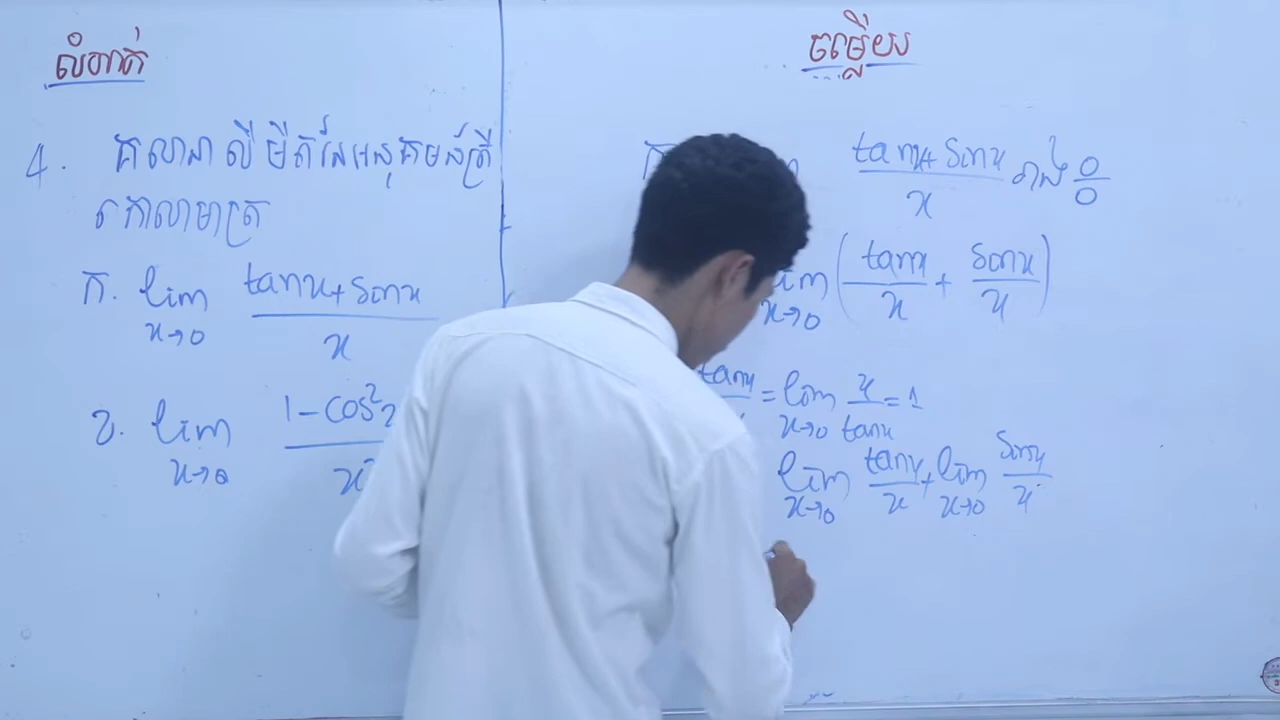 លំហាត់
4. គណនាលីមីតនៃអនុគមន៍ត្រី
កោណមាត្រ
ក. lim x→0 (tanx + sinx)/x
ខ. lim x→0 1 - cos²
ចម្លើយ
(tanx + sinx)/x រាង 0/0
lim x→0 (tanx/x + sinx/x)
tanx = lim x→0 x/tanx = 1
lim x→0 tanx/x + lim x→0 sinx/x